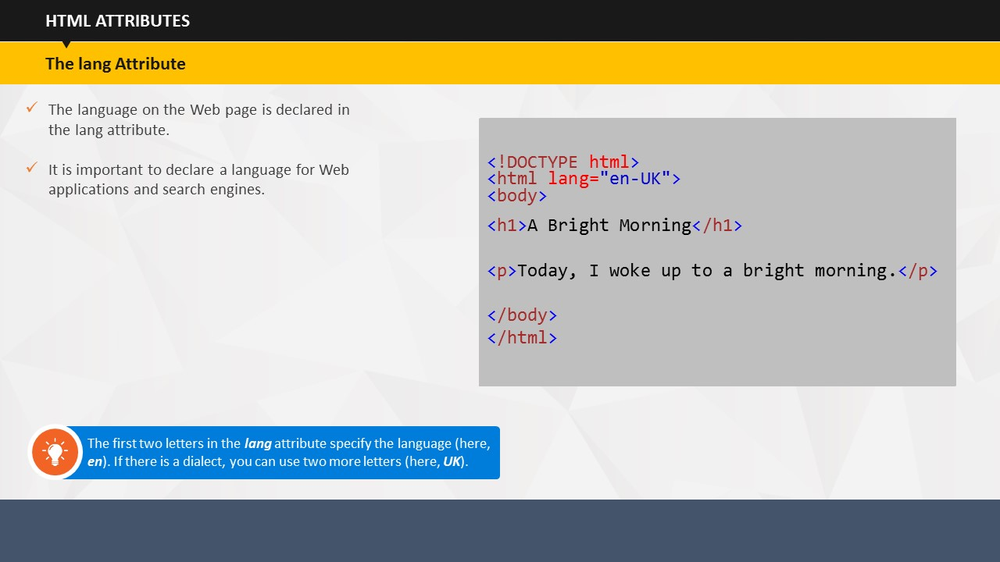 HTML ATTRIBUTES
The lang Attribute
The language on the Web page is declared in
the lang attribute.
It is important to declare a language for Web
applications and search engines.
<!DOCTYPE html>
<html lang="en-UK">
<body>
<h1>A Bright Morning</h1>
<p>Today, I woke up to a bright morning.</p>
</body>
</html>
The first two letters in the lang attribute specify the language (here,
en). If there is a dialect, you can use two more letters (here, UK).